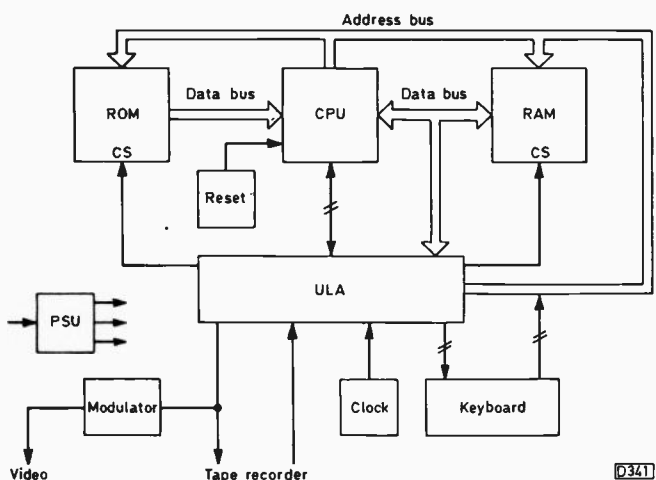 Address bus
ROM
CS
Data bus
CPU
Data bus
RAM
CS
Reset
ULA
PSU
Modulator
Clock
Keyboard
Video
Tape recorder
D341